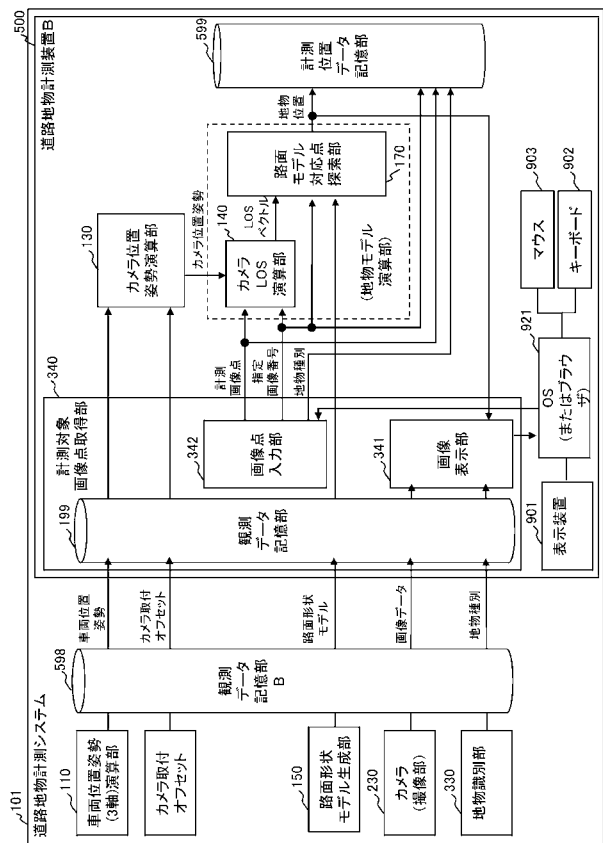 101
道路地物計測システム
500
道路地物計測装置B
110
車両位置姿勢
(3軸)演算部
カメラ取付
オフセット
150
路面形状
モデル生成部
230
カメラ
(撮像部)
330
地物識別部
598
観測
データ
記憶部
B
車両位置
姿勢
カメラ取付
オフセット
路面形状
モデル
画像データ
地物種別
340
計測対象
画像点取得部
199
観測
データ
記憶部
342
画像点
入力部
341
画像
表示部
計測
画像点
指定
画像番号
地物種別
130
カメラ位置
姿勢演算部
カメラ位置姿勢
140
カメラ
LOS
演算部
LOS
ベクトル
路面
モデル
対応点
探索部
170
(地物モデル
演算部)
地物
位置
599
計測
位置
データ
記憶部
901
表示装置
921
OS
(またはブラウ
ザ)
903
マウス
902
キーボード